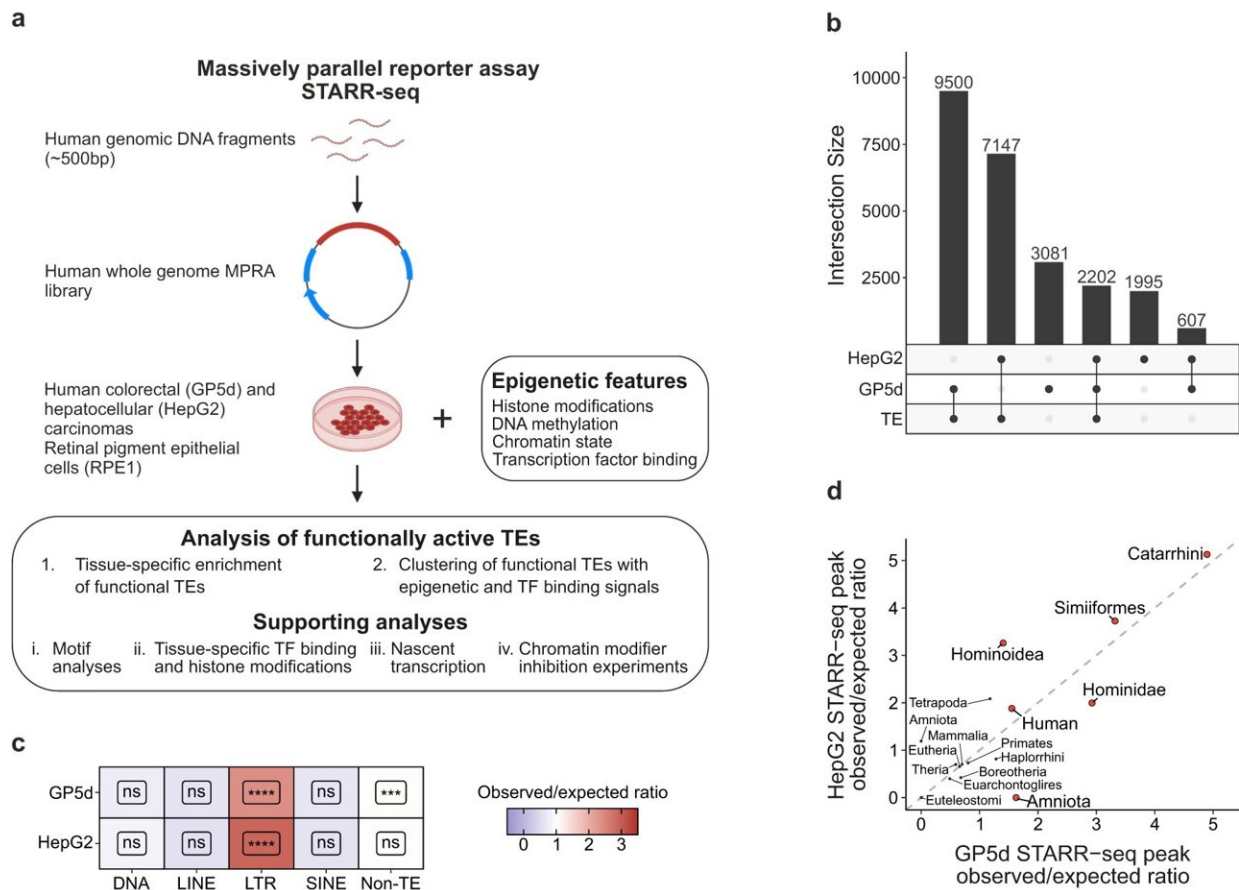 a
Massively parallel reporter assay
STARR-seq
Human genomic DNA fragments
(~500bp)
Human whole genome MPRA
library
Human colorectal (GP5d) and
hepatocellular (HepG2)
carcinomas
Retinal pigment epithelial
cells (RPE1)
+
Epigenetic features
Histone modifications
DNA methylation
Chromatin state
Transcription factor binding
Analysis of functionally active TEs
1. Tissue-specific enrichment
of functional TEs
2. Clustering of functional TEs with
epigenetic and TF binding signals
Supporting analyses
i. Motif
analyses
ii. Tissue-specific TF binding
and histone modifications
iii. Nascent
transcription
iv. Chromatin modifier
inhibition experiments
b
Intersection Size
10000
7500
5000
2500
9500
7147
3081
2202
1995
607
HepG2
GP5d
TE
c
GP5d ns ns **** ns ***
HepG2 ns ns **** ns ns
DNA LINE LTR SINE Non-TE
Observed/expected ratio
0 1 2 3
d
HepG2 STARR−seq peak
observed/expected ratio
5
4
3
2
1
0
Catarrhini
Simiiformes
Hominoidea
Hominidae
Tetrapoda
Human
Amniota
Mammalia
Primates
Eutheria
Haplorrhini
Theria
Boreotheria
Euarchontoglires
Euteleostomi
Amniota
0 1 2 3 4 5
GP5d STARR−seq peak
observed/expected ratio